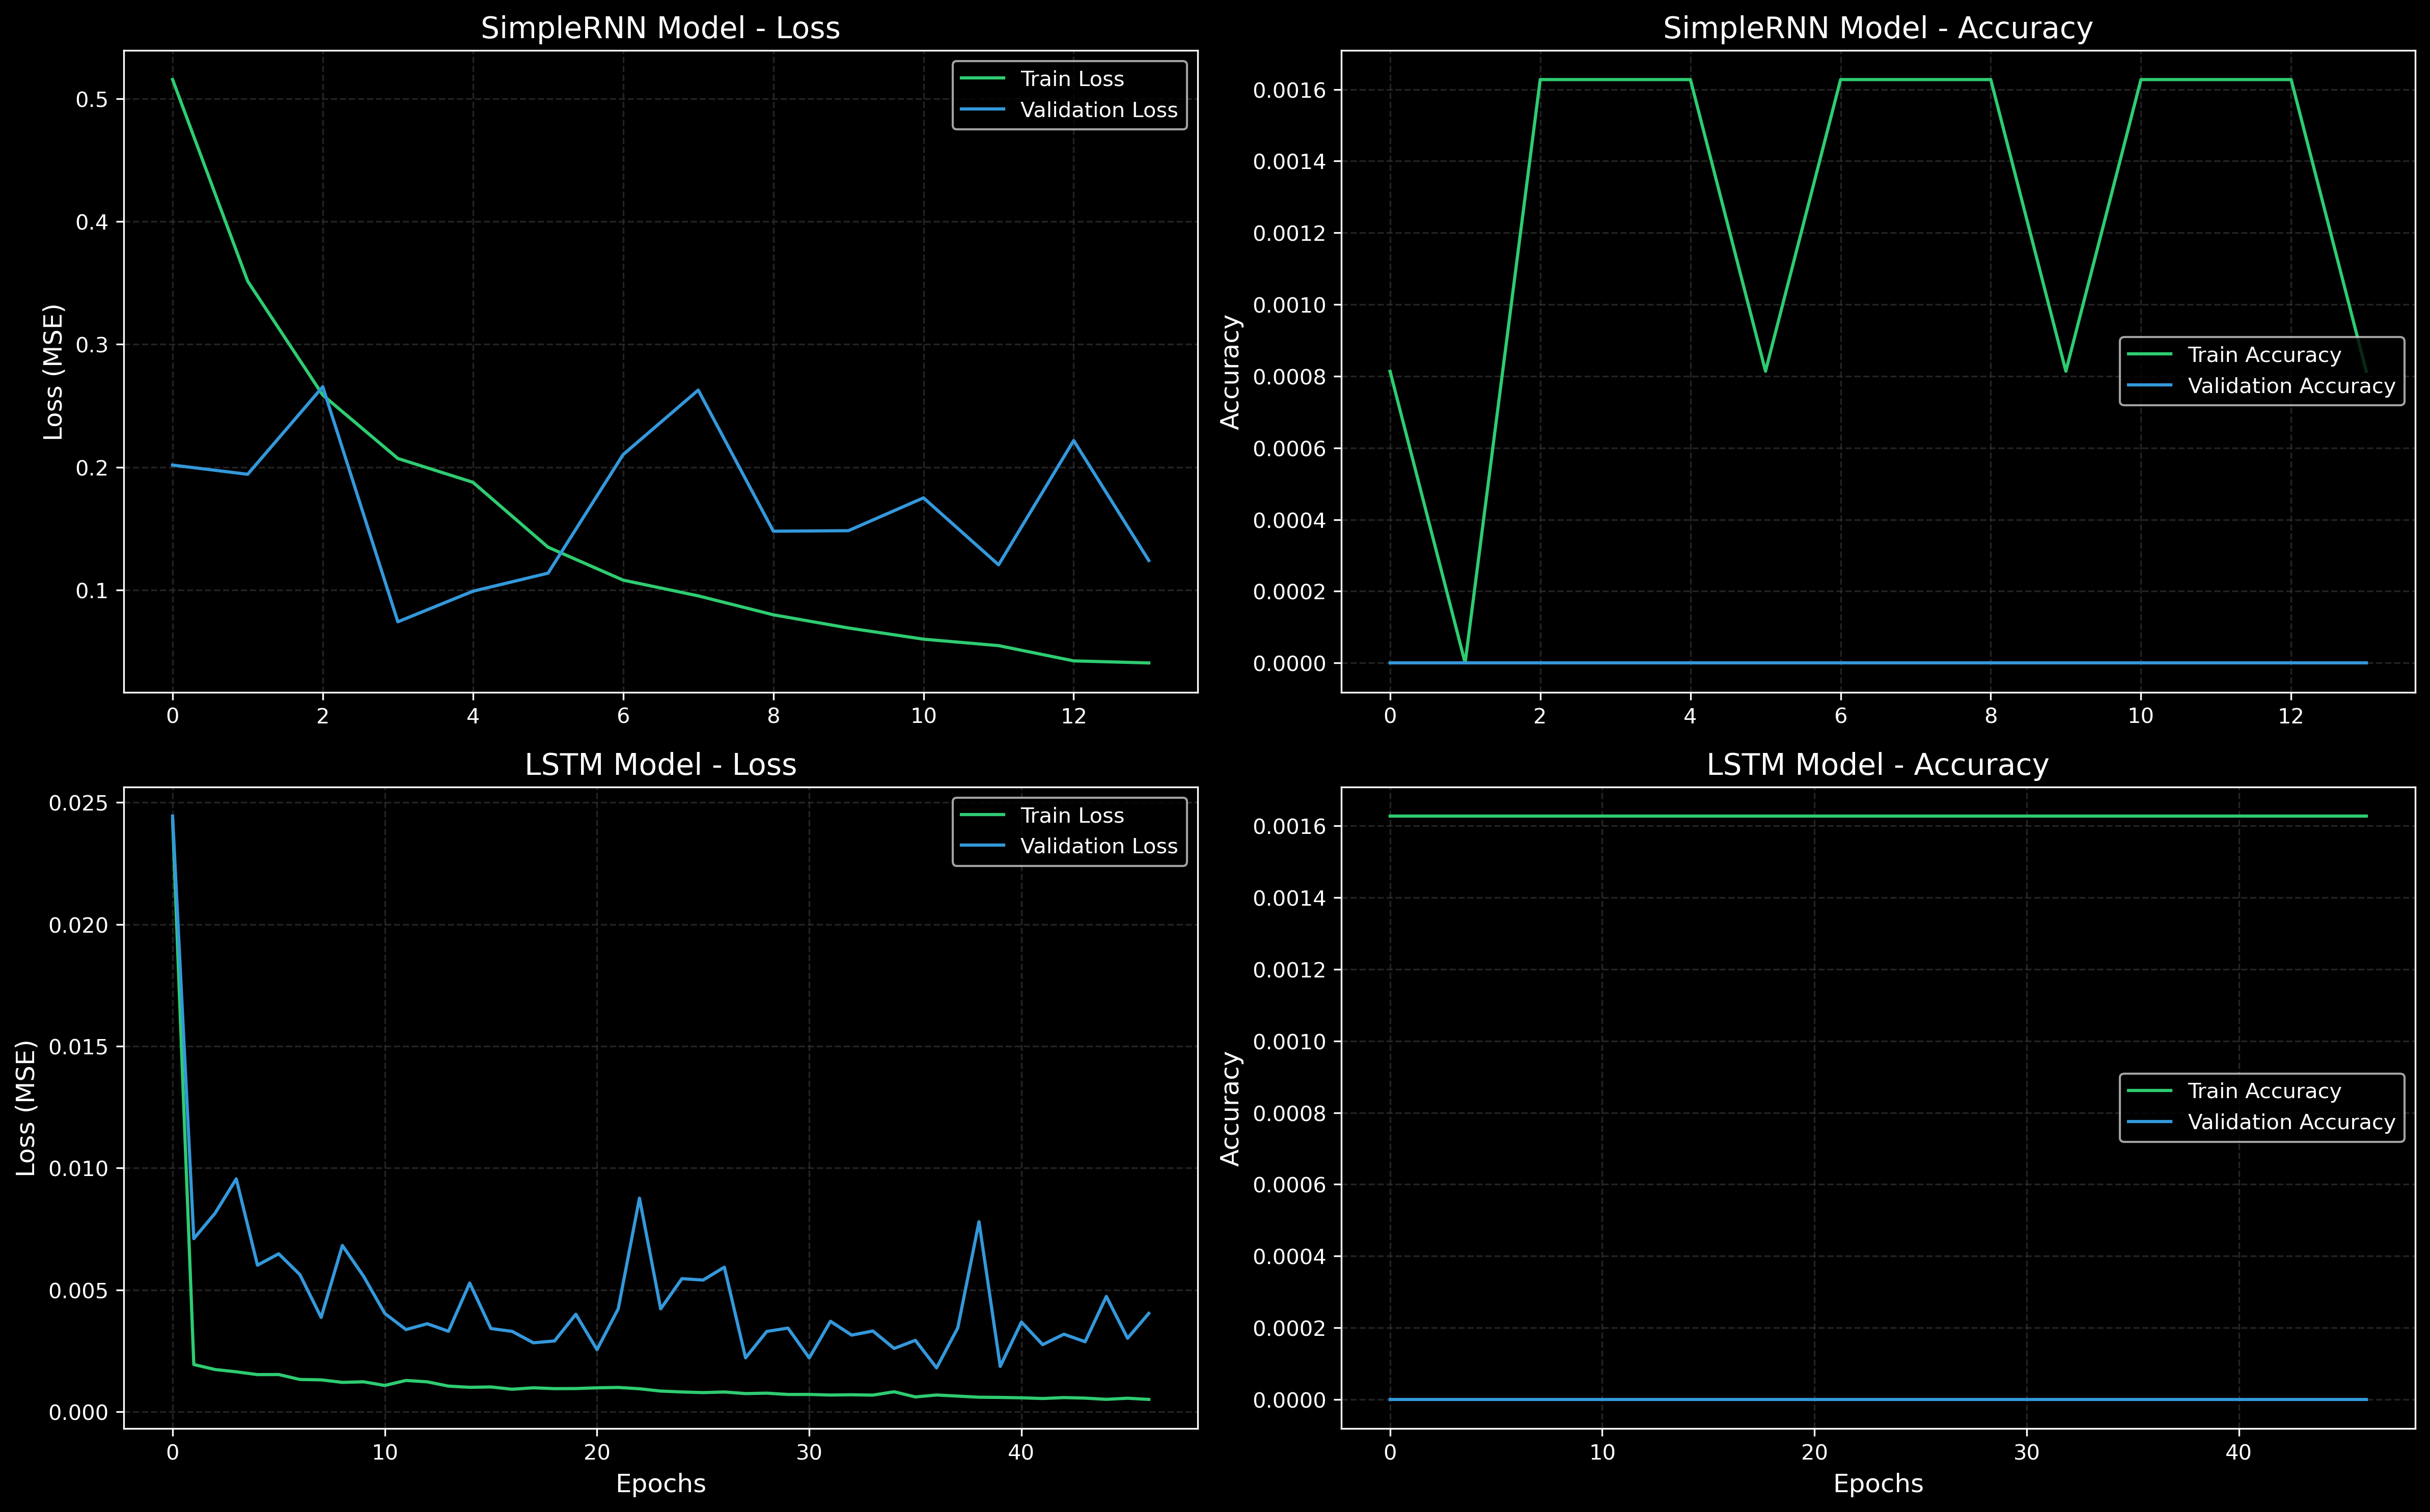 SimpleRNN Model - Loss
Loss (MSE)
0.5
0.4
0.3
0.2
0.1
0 2 4 6 8 10 12
Train Loss
Validation Loss
SimpleRNN Model - Accuracy
Accuracy
0.0016
0.0014
0.0012
0.0010
0.0008
0.0006
0.0004
0.0002
0.0000
0 2 4 6 8 10 12
Train Accuracy
Validation Accuracy
LSTM Model - Loss
Loss (MSE)
0.025
0.020
0.015
0.010
0.005
0.000
0 10 20 30 40
Epochs
Train Loss
Validation Loss
LSTM Model - Accuracy
Accuracy
0.0016
0.0014
0.0012
0.0010
0.0008
0.0006
0.0004
0.0002
0.0000
0 10 20 30 40
Epochs
Train Accuracy
Validation Accuracy